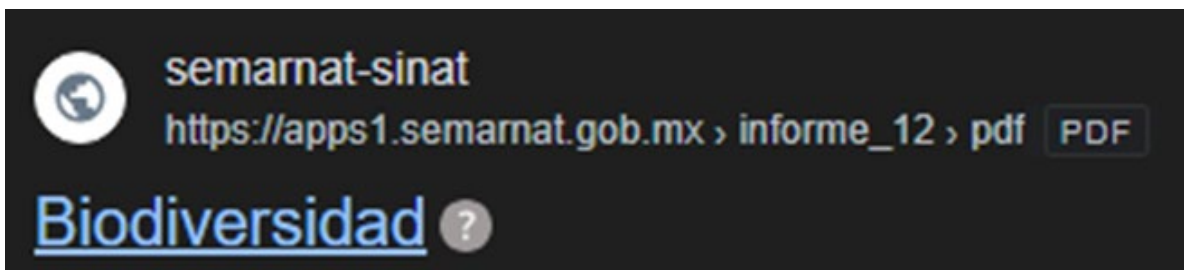 semarnat-sinat
https://apps1.semarnat.gob.mx › informe_12 › pdf PDF
Biodiversidad ?